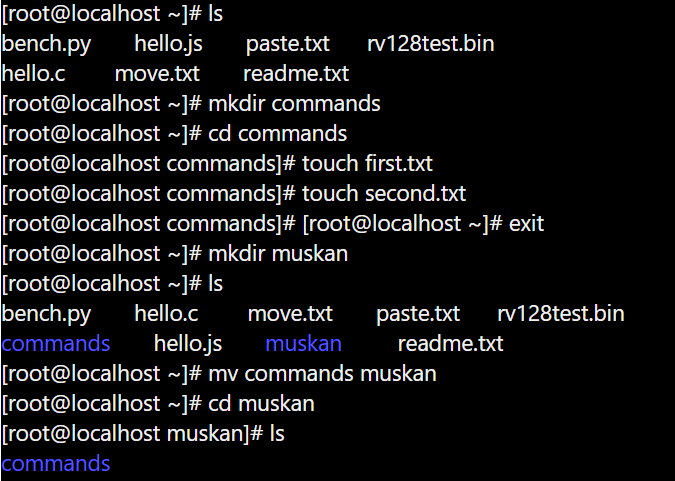 [root@localhost ~]# ls
bench.py hello.js paste.txt rv128test.bin
hello.c move.txt readme.txt
[root@localhost ~]# mkdir commands
[root@localhost ~]# cd commands
[root@localhost commands]# touch first.txt
[root@localhost commands]# touch second.txt
[root@localhost commands]# [root@localhost ~]# exit
[root@localhost ~]# mkdir muskan
[root@localhost ~]# ls
bench.py hello.c move.txt paste.txt rv128test.bin
commands hello.js muskan readme.txt
[root@localhost ~]# mv commands muskan
[root@localhost ~]# cd muskan
[root@localhost muskan]# ls
commands